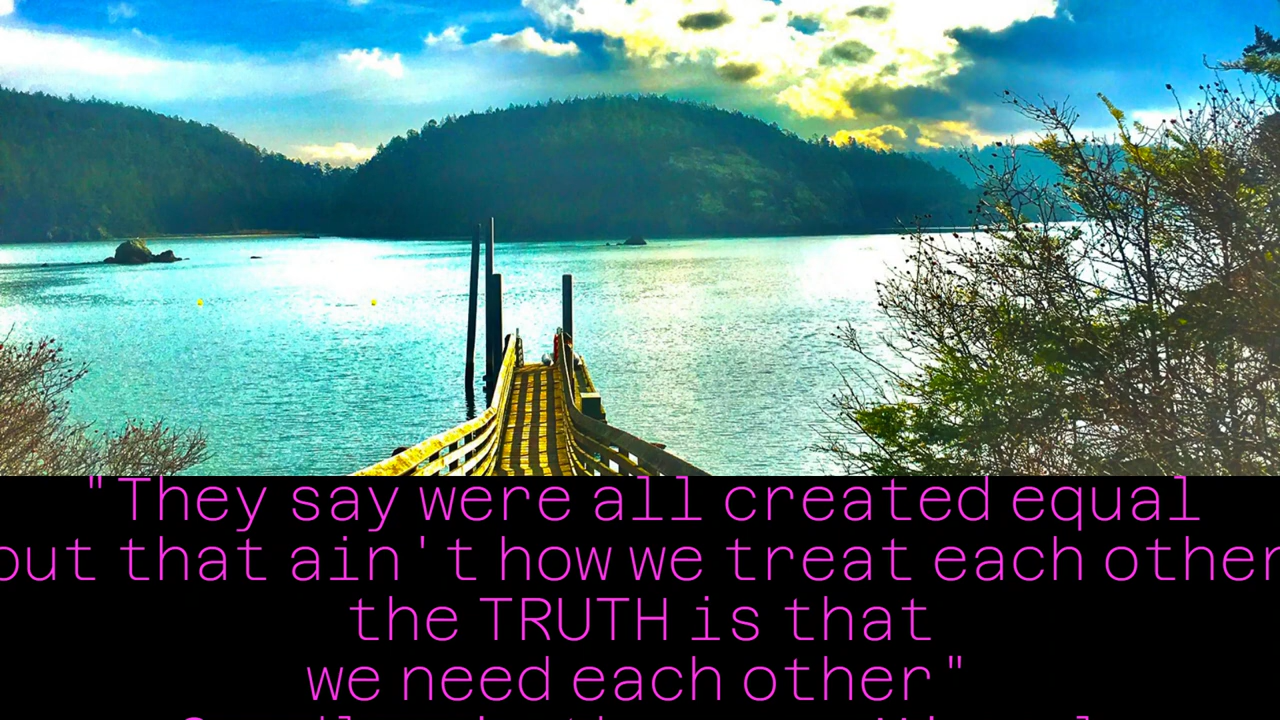 "They say were all created equal
out that ain't how we treat each other
the TRUTH is that
we need each other"